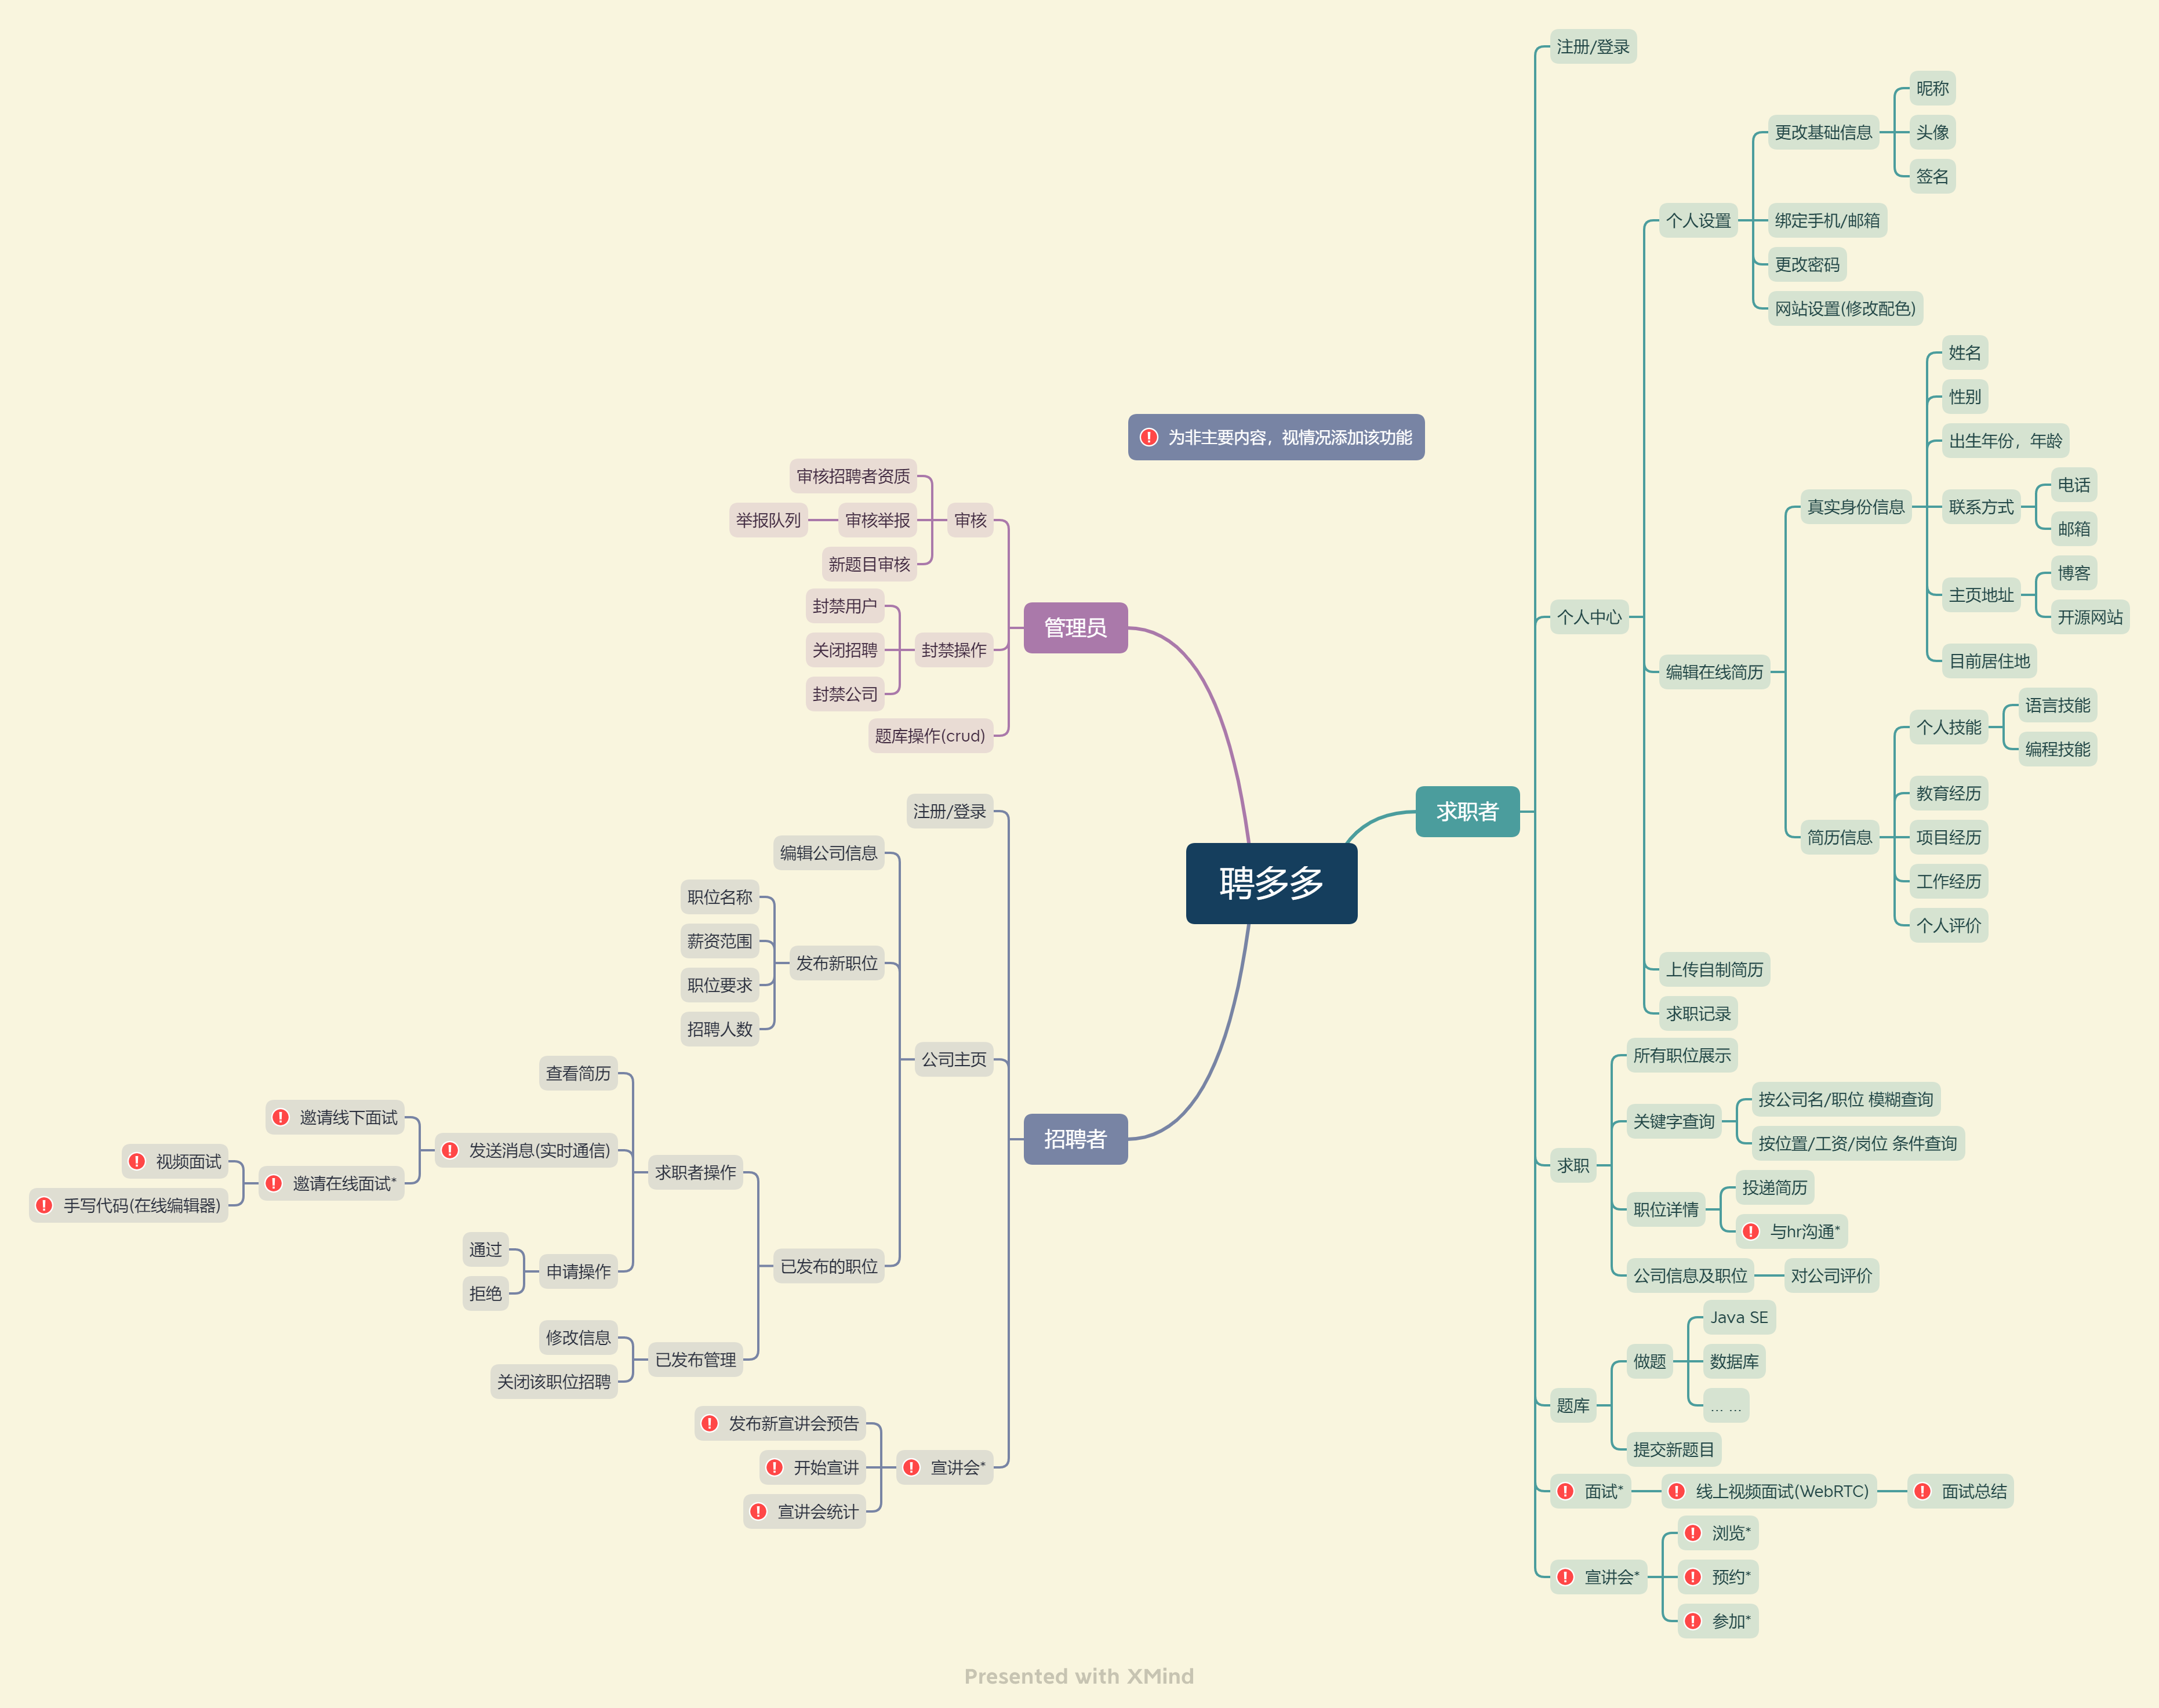 聘多多
为非主要内容，视情况添加该功能
求职者
注册/登录
个人中心
个人设置
更改基础信息
昵称
头像
签名
绑定手机/邮箱
更改密码
网站设置(修改配色)
编辑在线简历
真实身份信息
姓名
性别
出生年份，年龄
联系方式
电话
邮箱
主页地址
博客
开源网站
目前居住地
简历信息
个人技能
语言技能
编程技能
教育经历
项目经历
工作经历
个人评价
上传自制简历
求职记录
求职
所有职位展示
关键字查询
按公司名/职位 模糊查询
按位置/工资/岗位 条件查询
职位详情
投递简历
与hr沟通*
公司信息及职位
对公司评价
题库
做题
Java SE
数据库
... ...
提交新题目
面试*
线上视频面试(WebRTC)
面试总结
宣讲会*
浏览*
预约*
参加*
管理员
审核
审核招聘者资质
审核举报
举报队列
新题目审核
封禁操作
封禁用户
关闭招聘
封禁公司
题库操作(crud)
招聘者
注册/登录
公司主页
编辑公司信息
发布新职位
职位名称
薪资范围
职位要求
招聘人数
已发布的职位
求职者操作
查看简历
发送消息(实时通信)
邀请线下面试
邀请在线面试*
视频面试
手写代码(在线编辑器)
申请操作
通过
拒绝
已发布管理
修改信息
关闭该职位招聘
宣讲会*
发布新宣讲会预告
开始宣讲
宣讲会统计
Presented with XMind